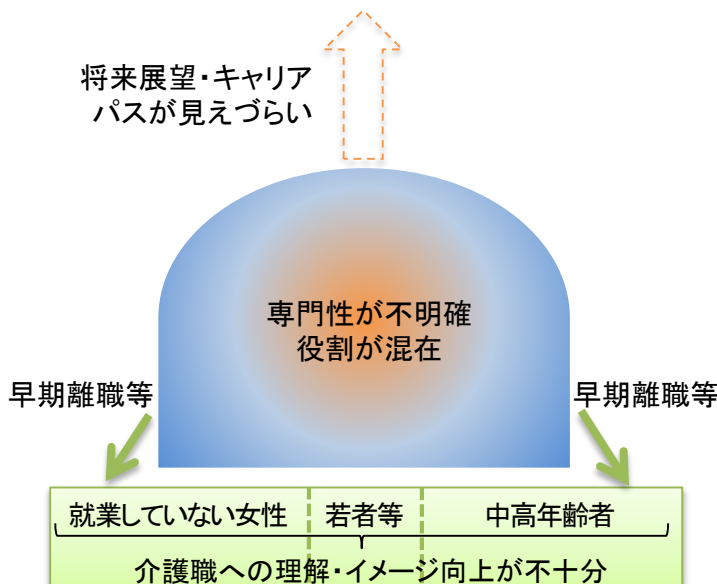 将来展望・キャリア
パスが見えづらい
専門性が不明確
役割が混在
早期離職等
早期離職等
就業していない女性 若者等 中高年齢者
介護職への理解・イメージ向上が不十分